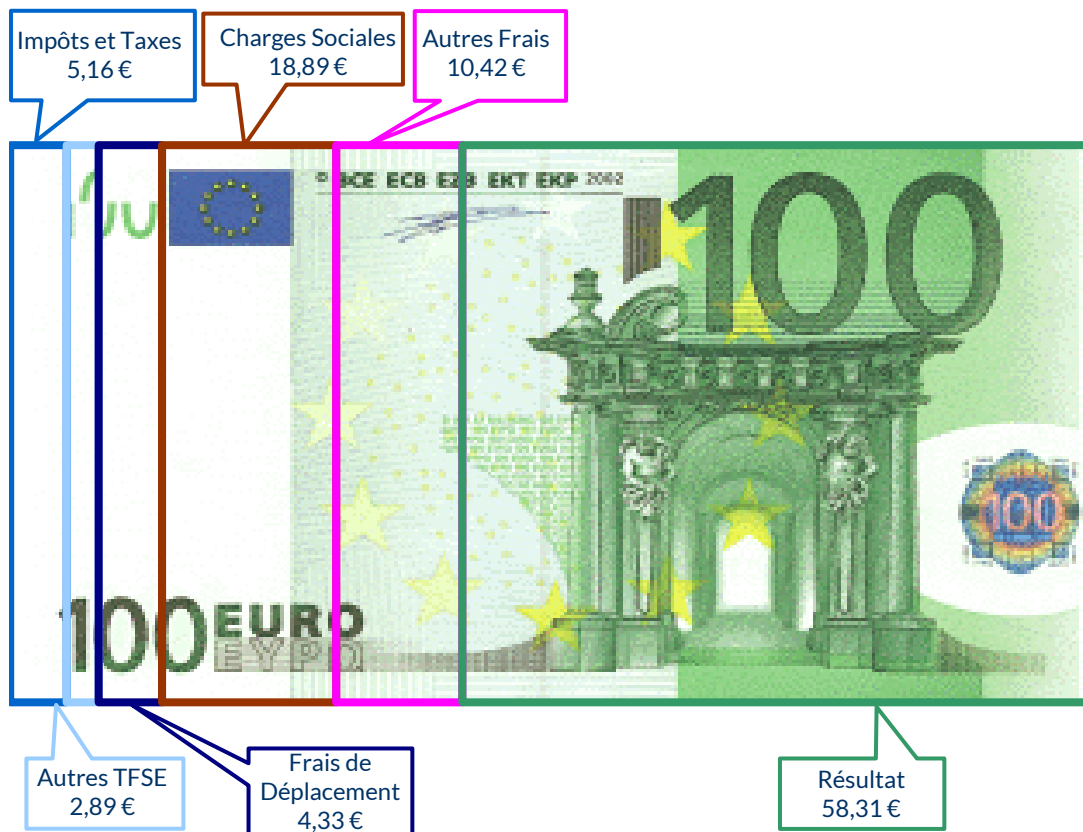 Impôts et Taxes
5,16 €
Charges Sociales
18,89 €
Autres Frais
10,42 €
© BCE ECB EZB EKT EKP 2002
100
100
100 EURO
ΕΥΡΩ
Autres TFSE
2,89 €
Frais de
Déplacement
4,33 €
Résultat
58,31 €